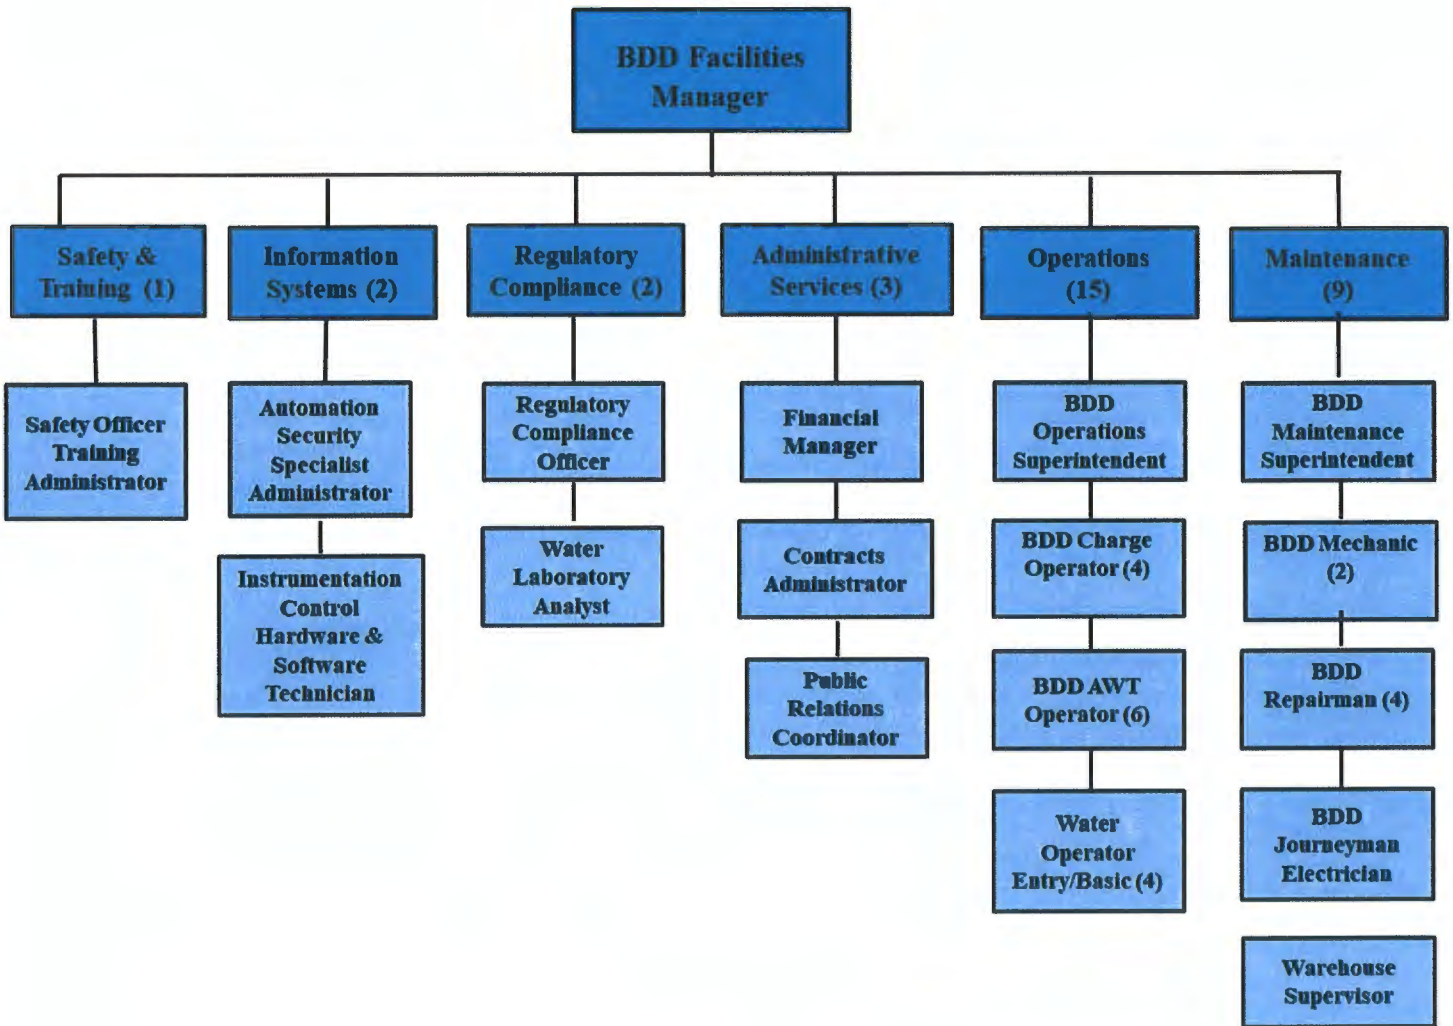 BDD Facilities
Manager
Safety &
Training (1)
Information
Systems (2)
Regulatory
Compliance (2)
Administrative
Services (3)
Operations
(15)
Maintenance
(9)
Safety Officer
Training
Administrator
Automation
Security
Specialist
Administrator
Instrumentation
Control
Hardware &
Software
Technician
Regulatory
Compliance
Officer
Water
Laboratory
Analyst
Financial
Manager
Contracts
Administrator
Public
Relations
Coordinator
BDD
Operations
Superintendent
BDD Charge
Operator (4)
BDD AWT
Operator (6)
Water
Operator
Entry/Basic (4)
BDD
Maintenance
Superintendent
BDD Mechanic
(2)
BDD
Repairman (4)
BDD
Journeyman
Electrician
Warehouse
Supervisor